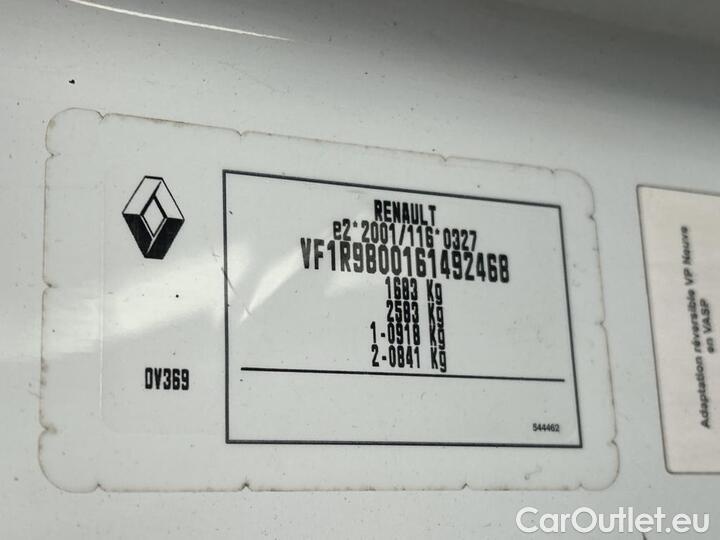 RENAULT
e2*2001/116*0327
VF1R9800161492468
1683 Kg
2583 Kg
1-0918 Kg
2-0841 Kg
DV369
544462
Adaptation réversible VP Neuve
en VASP
CarOutlet.eu